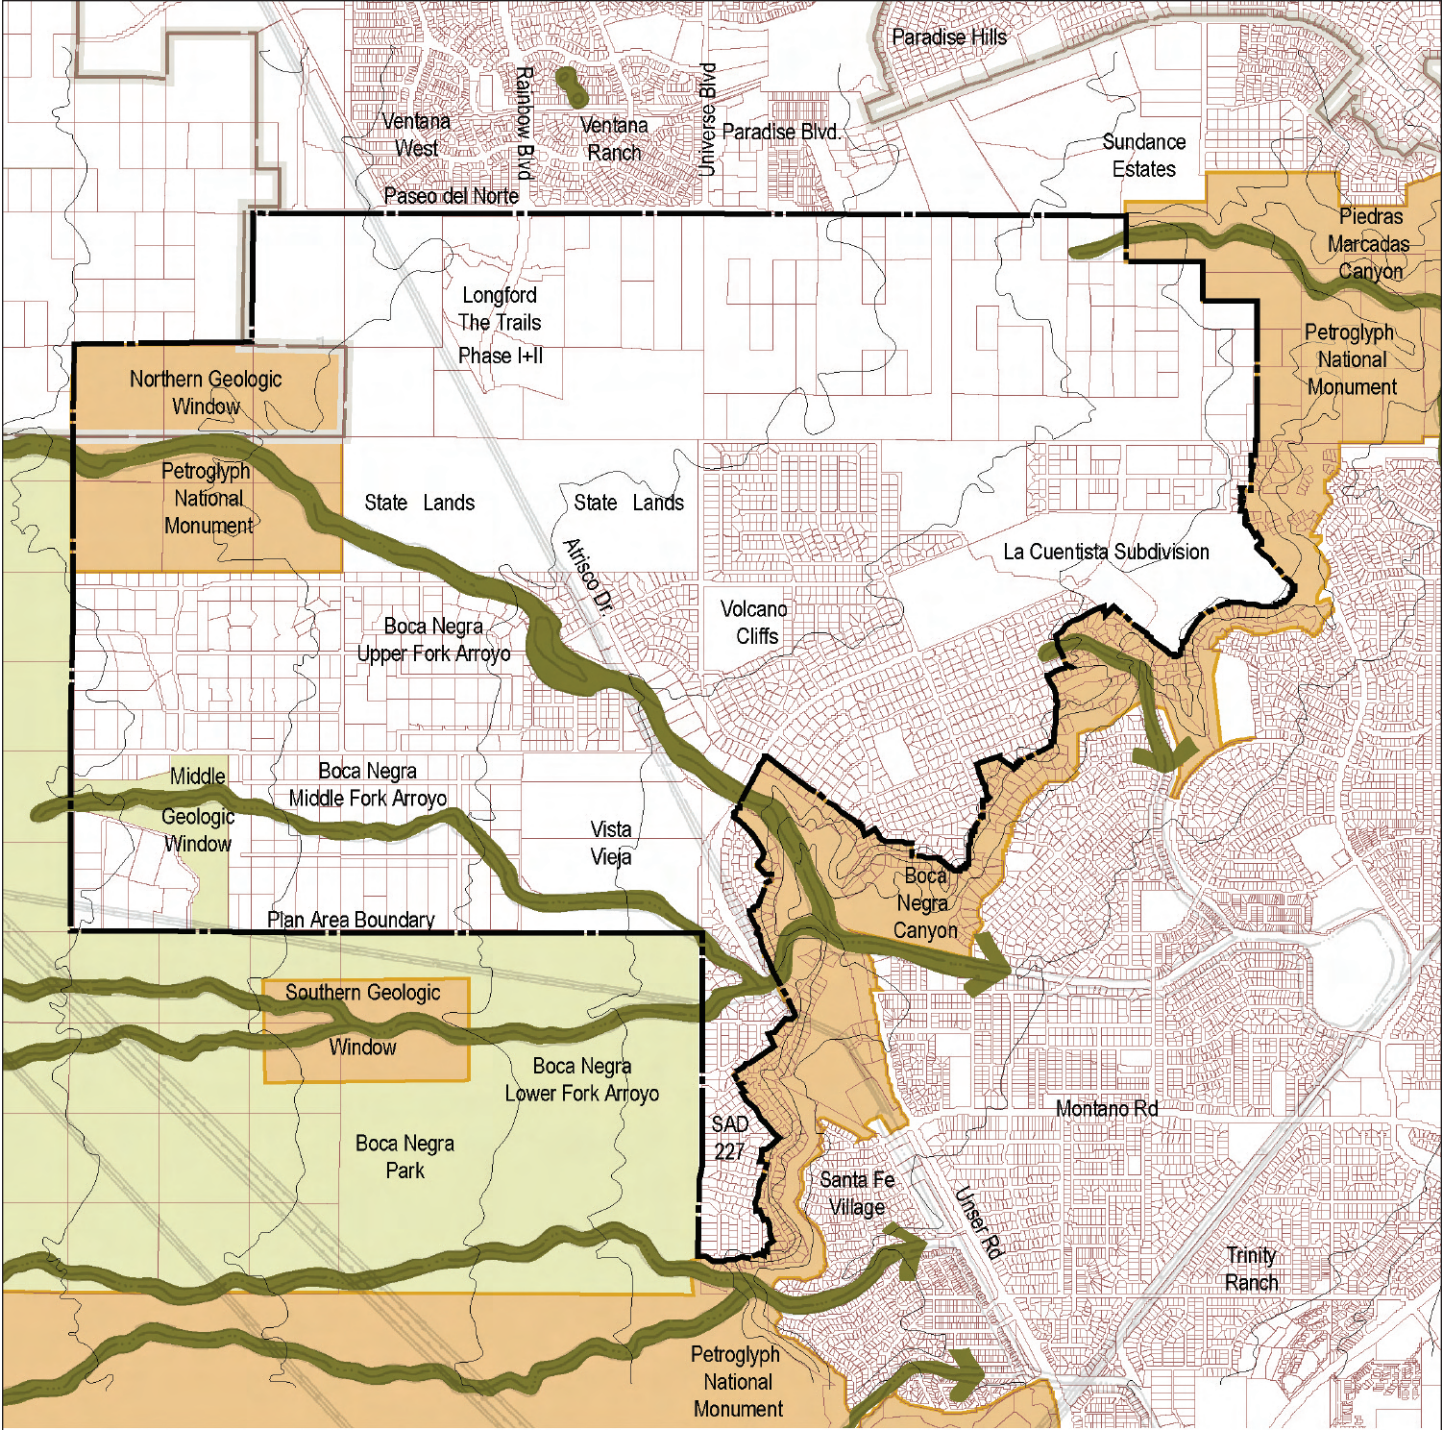 Paradise Hills
Rainbow Blvd
Universe Blvd
Ventana
West
Ventana
Ranch
Paradise Blvd.
Sundance
Estates
Paseo del Norte
Piedras
Marcadas
Canyon
Longford
The Trails
Phase I+II
Petroglyph
National
Monument
Northern Geologic
Window
Petroglyph
National
Monument
State Lands
State Lands
Atrisco Dr.
La Cuentista Subdivision
Volcano
Cliffs
Boca Negra
Upper Fork Arroyo
Middle
Geologic
Window
Boca Negra
Middle Fork Arroyo
Vista
Vieja
Boca
Negra
Canyon
Plan Area Boundary
Southern Geologic
Window
Boca Negra
Lower Fork Arroyo
Boca Negra
Park
SAD
227
Montano Rd
Santa Fe
Village
Unser Rd
Trinity
Ranch
Petroglyph
National
Monument